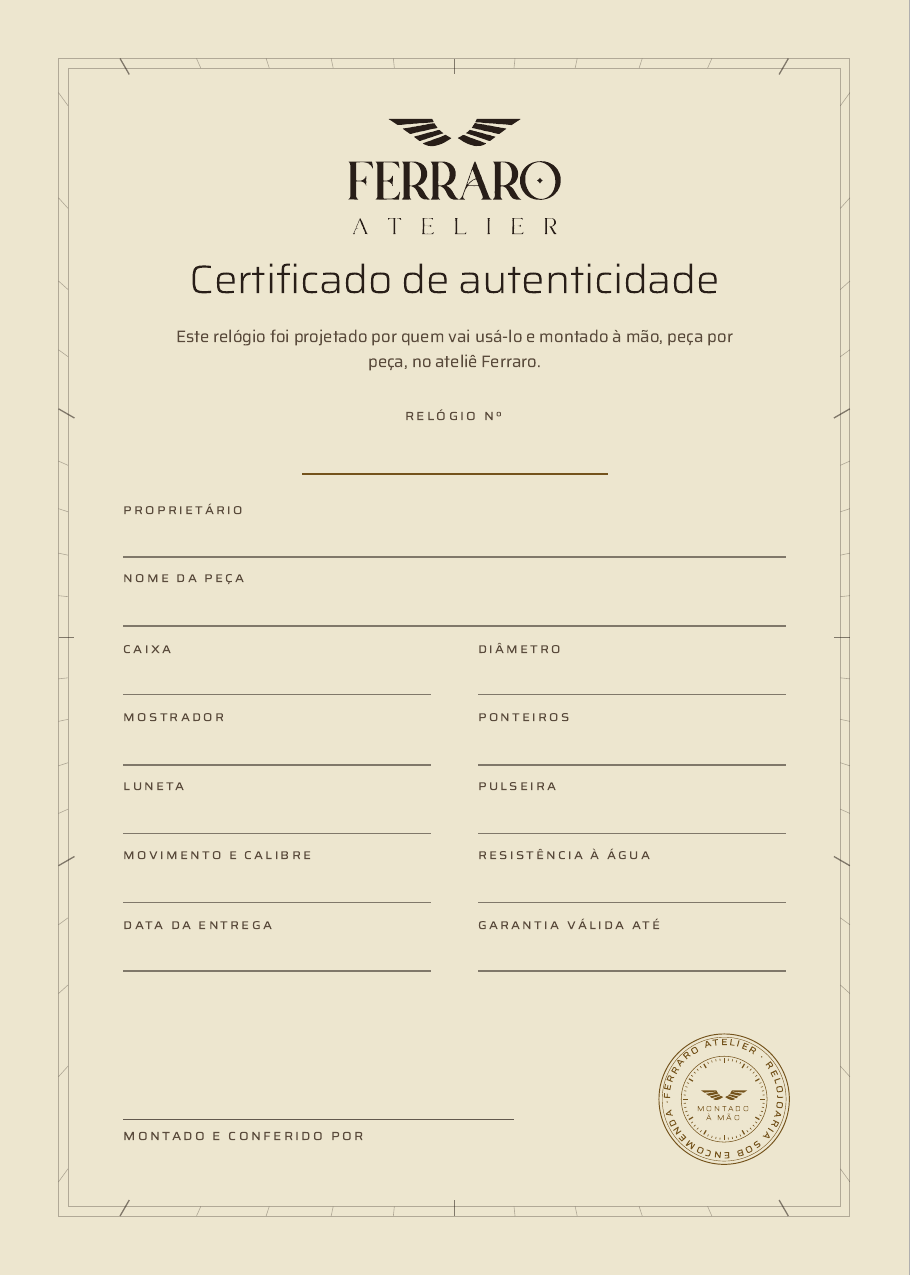 FERRARO
ATELIER
Certificado de autenticidade
Este relógio foi projetado por quem vai usá-lo e montado à mão, peça por
peça, no ateliê Ferraro.
RELÓGIO Nº
PROPRIETÁRIO
NOME DA PEÇA
CAIXA
DIÂMETRO
MOSTRADOR
PONTEIROS
LUNETA
PULSEIRA
MOVIMENTO E CALIBRE
RESISTÊNCIA À ÁGUA
DATA DA ENTREGA
GARANTIA VÁLIDA ATÉ
FERRARO ATELIER · RELOJOARIA SOB ENCOMENDA ·
MONTADO
À MÃO
MONTADO E CONFERIDO POR